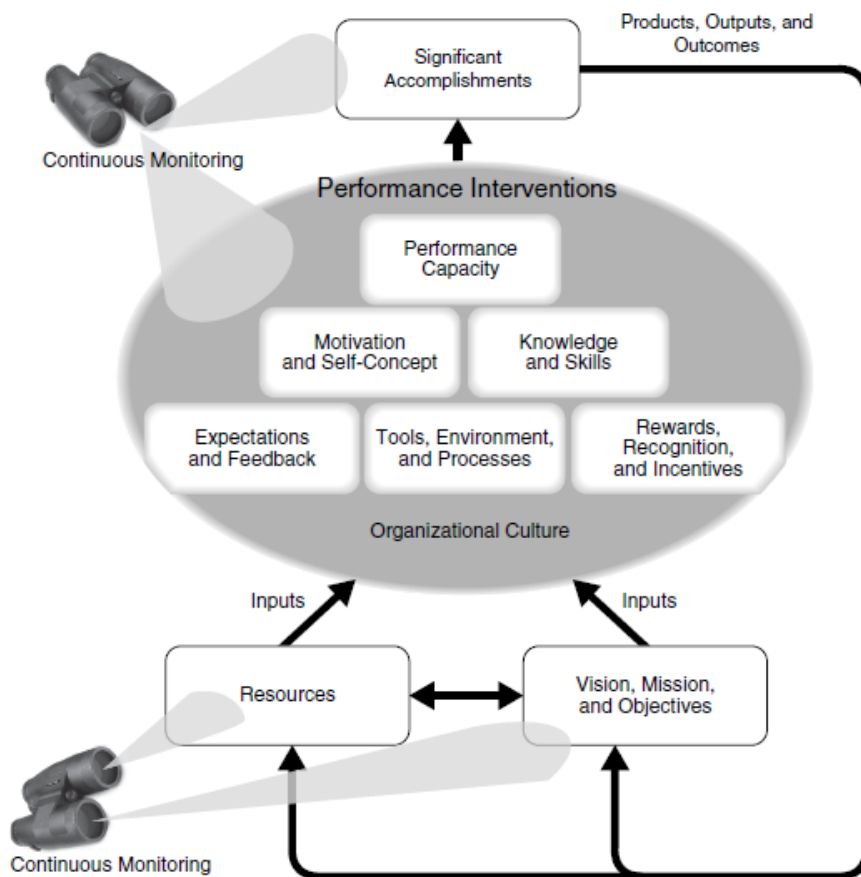 Products, Outputs, and
Outcomes
Significant
Accomplishments
Continuous Monitoring
Performance Interventions
Performance
Capacity
Motivation
and Self-Concept
Knowledge
and Skills
Expectations
and Feedback
Tools, Environment,
and Processes
Rewards,
Recognition,
and Incentives
Organizational Culture
Inputs
Inputs
Resources
Vision, Mission,
and Objectives
Continuous Monitoring